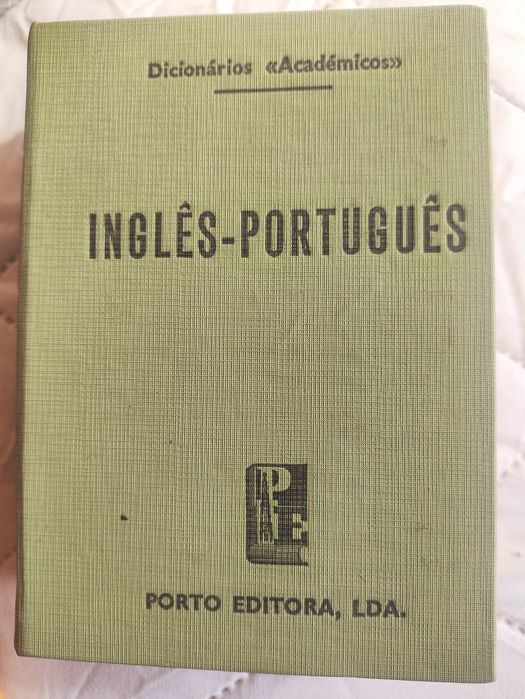 Dicionários «Académicos»
INGLÊS-PORTUGUÊS
P
E
PORTO EDITORA, LDA.